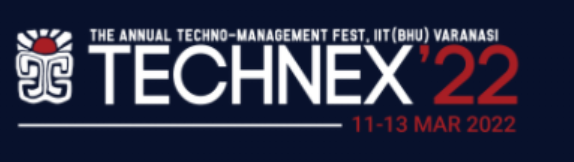 THE ANNUAL TECHNO-MANAGEMENT FEST, IIT(BHU) VARANASI
TECHNEX'22
11-13 MAR 2022